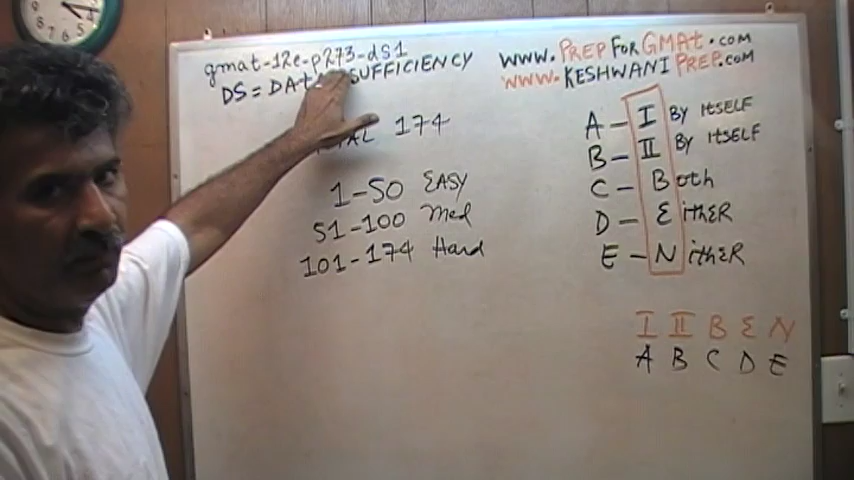 gmat-12e-p273-ds1
DS = DATA SUFFICIENCY
174
1-50 EASY
51-100 Med
101-174 Hard
www.PREPFORGMAt.com
www.KESHWANIPREP.com
A - I BY ItSELF
B - II BY ItSELF
C - Both
D - EitHER
E - NitHER
I II B E N
A B C D E